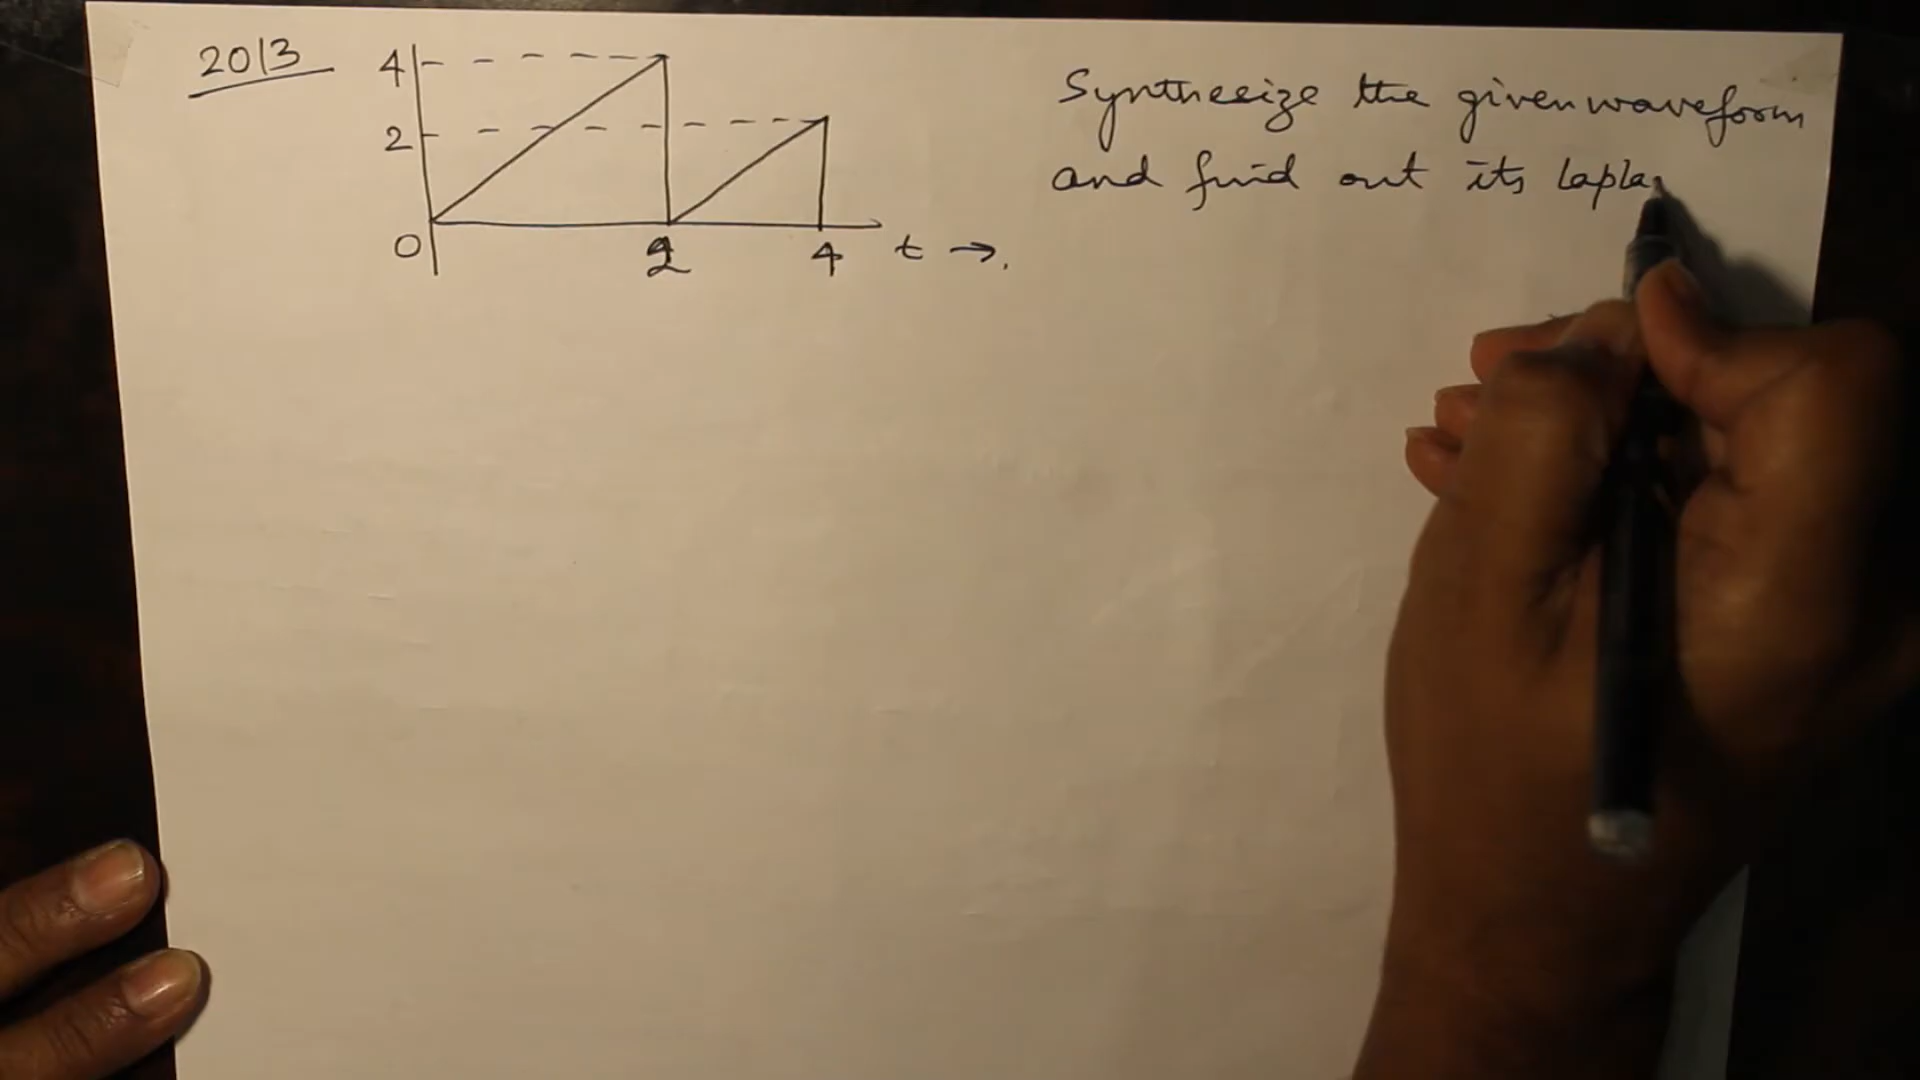 2013
4
2
0
2
4
t →.
Syntheeize the given waveform
and find out its lapla